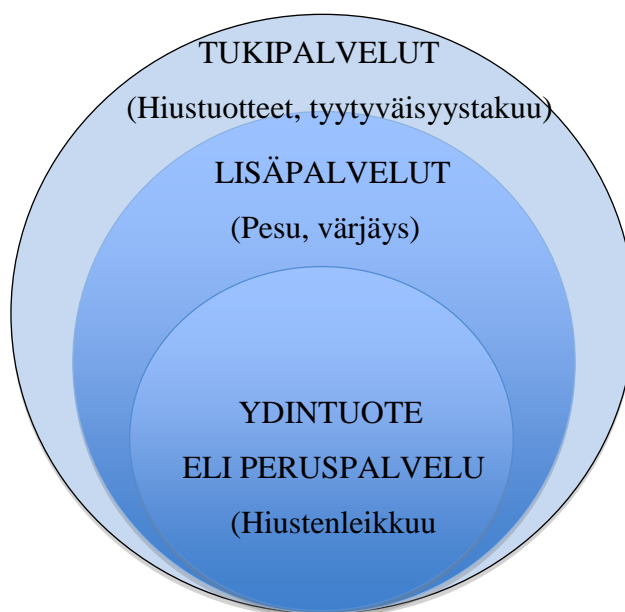 TUKIPALVELUT
(Hiustuotteet, tyytyväisyystakuu)
LISÄPALVELUT
(Pesu, värjäys)
YDINTUOTE
ELI PERUSPALVELU
(Hiustenleikkuu